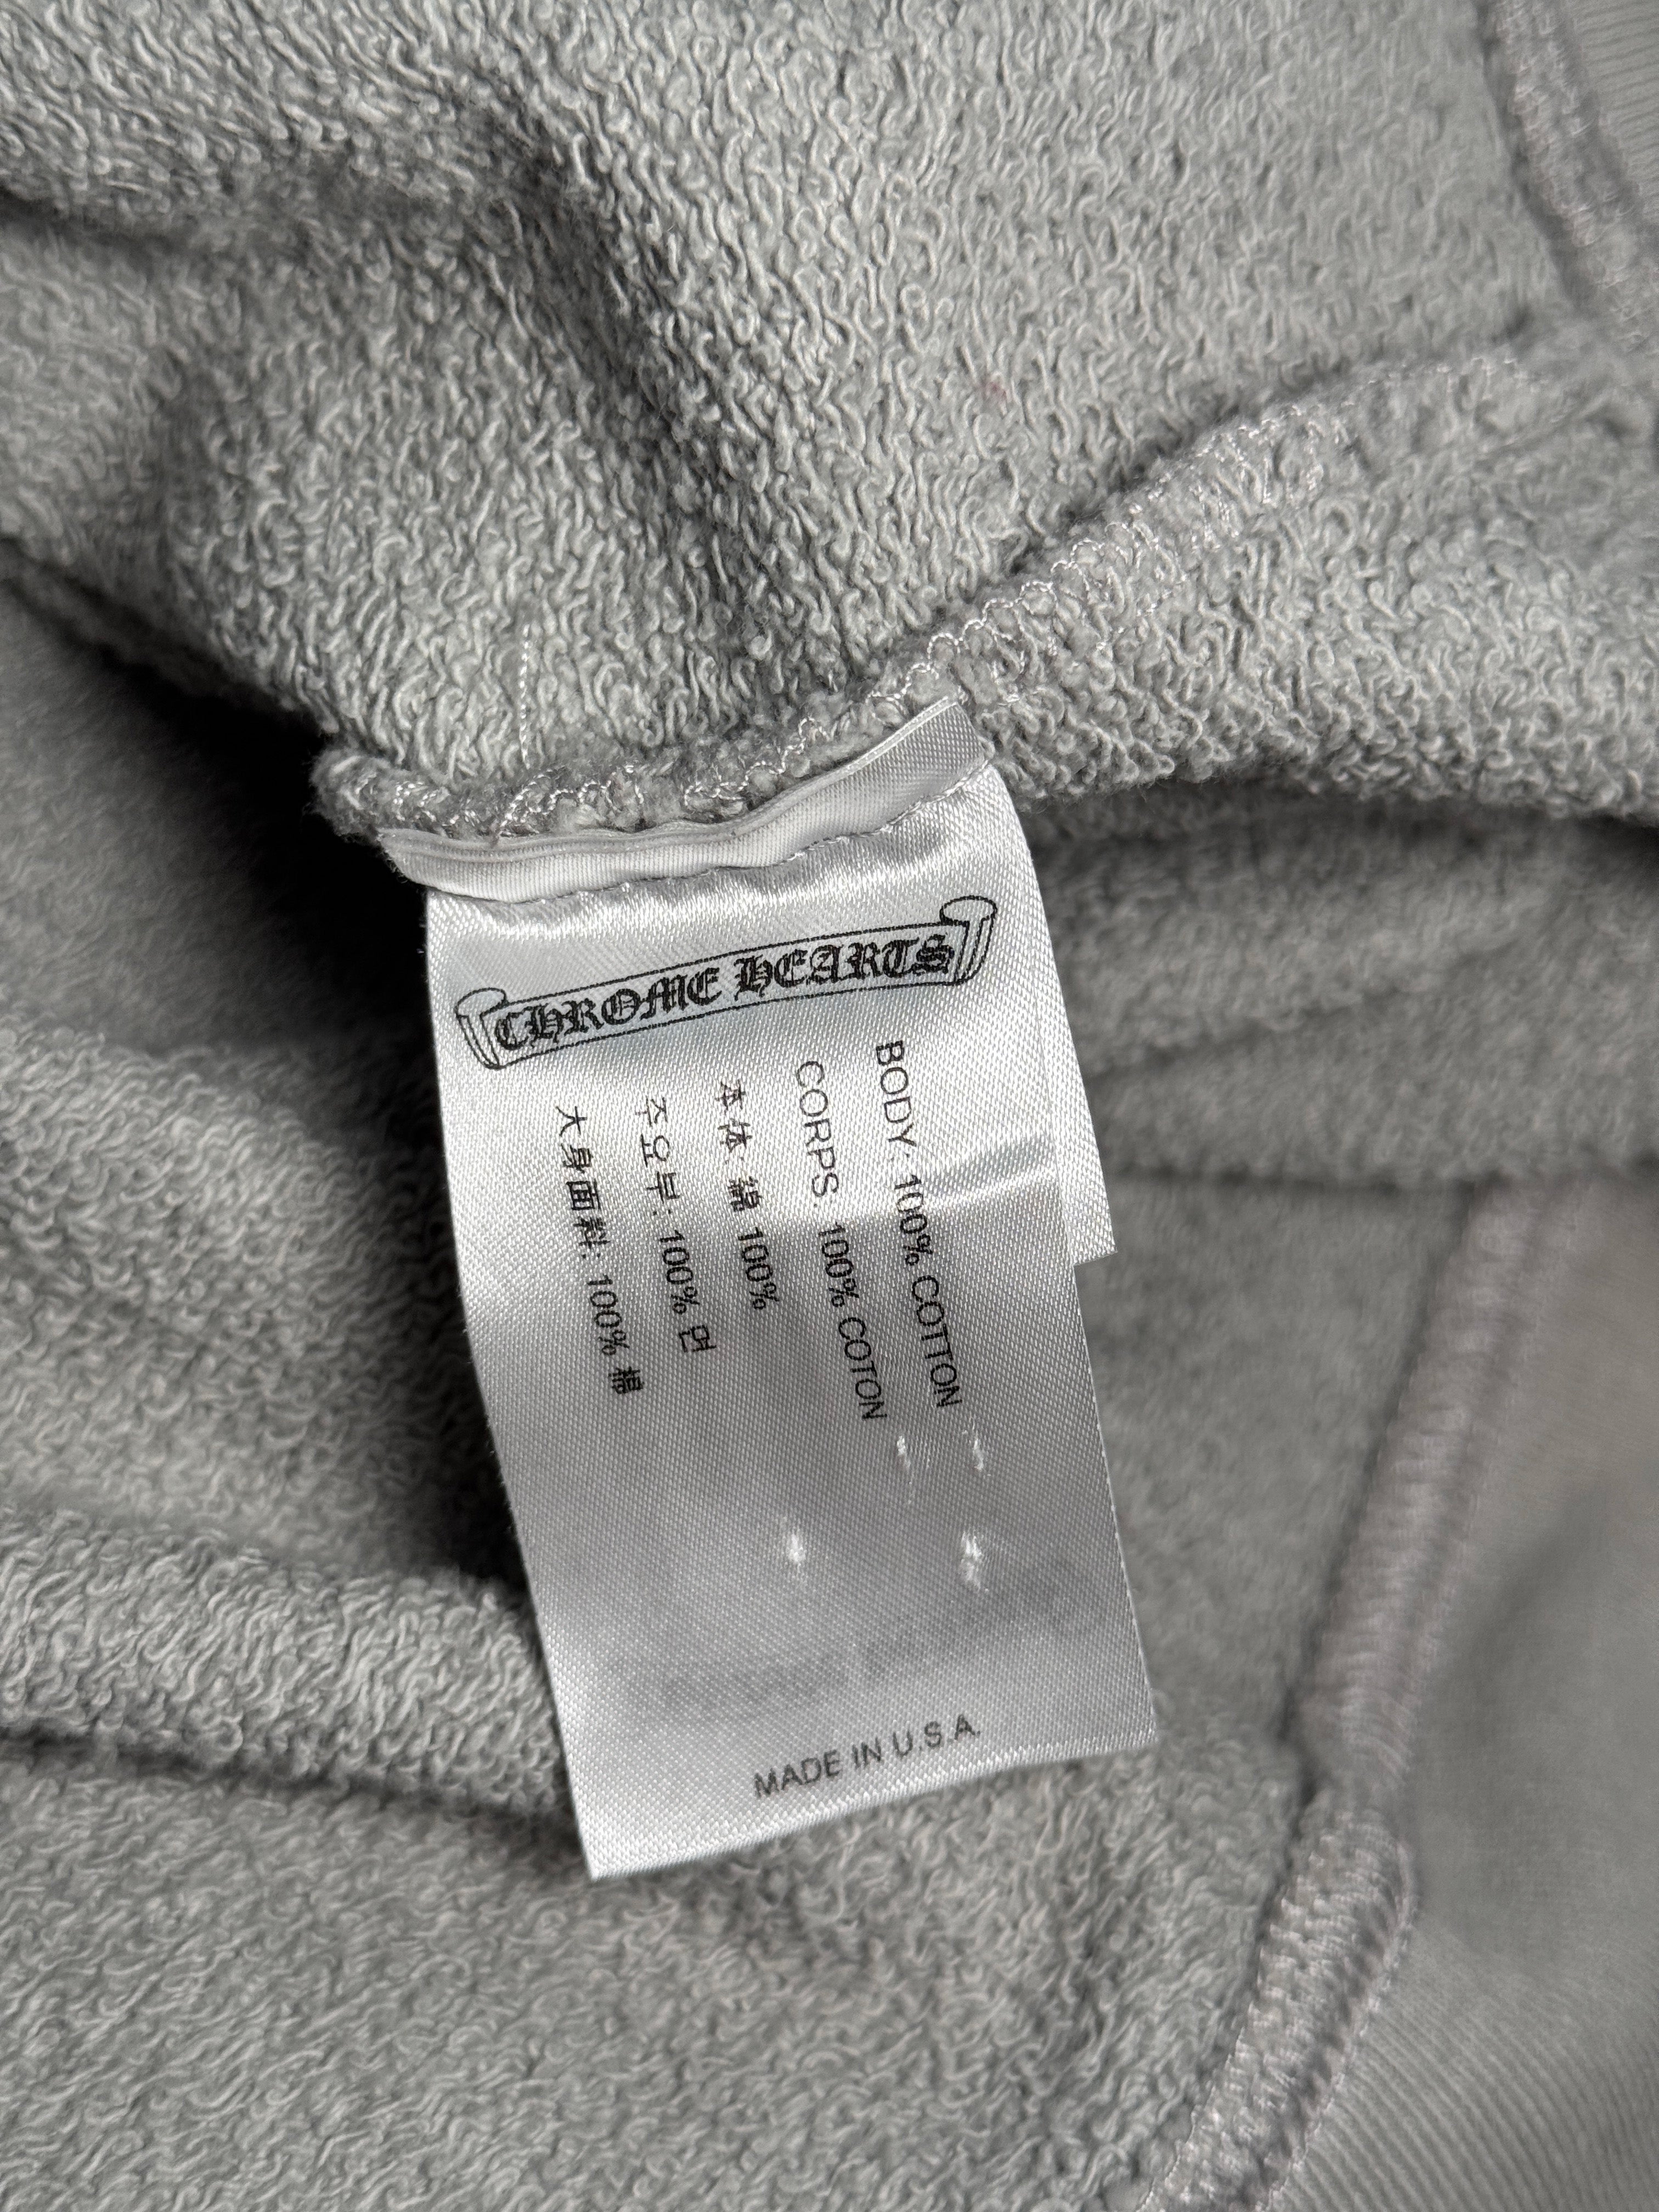 CHROME HEARTS
BODY: 100% COTTON
CORPS: 100% COTON
本体: 綿 100%
주요부: 100% 면
大身面料: 100% 棉
MADE IN U.S.A.